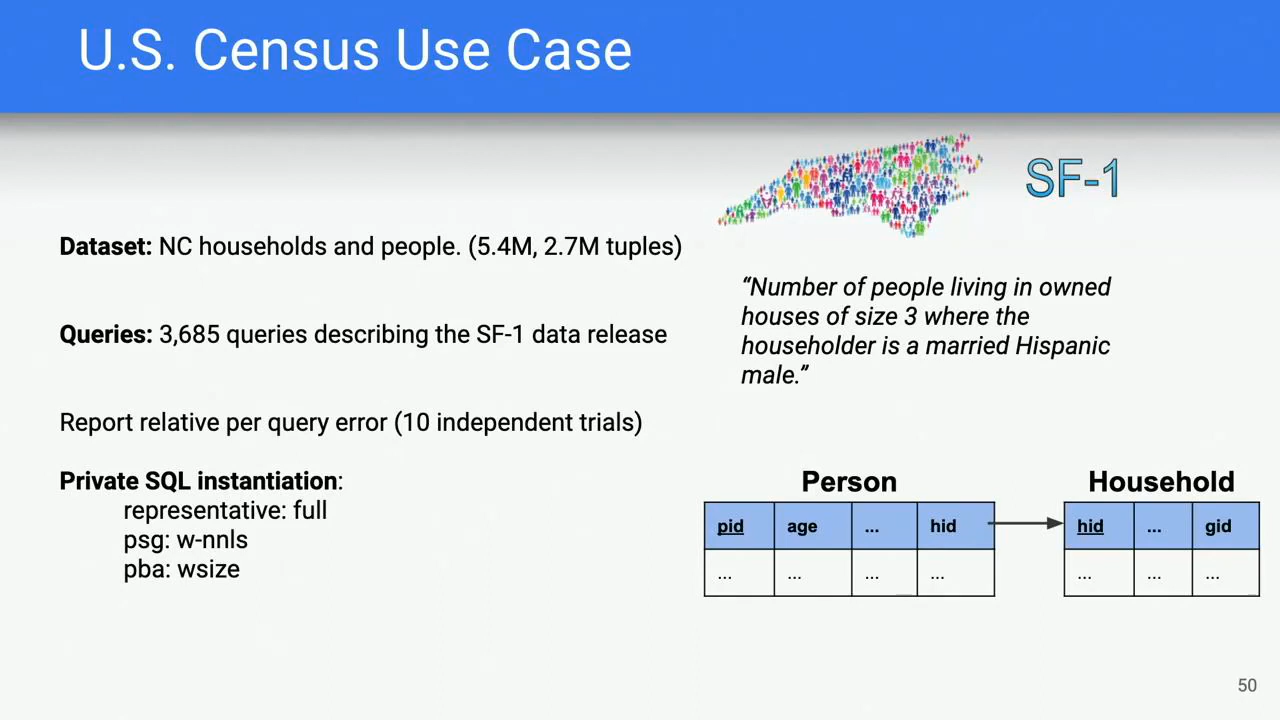 U.S. Census Use Case
SF-1
Dataset: NC households and people. (5.4M, 2.7M tuples)
"Number of people living in owned
houses of size 3 where the
householder is a married Hispanic
male."
Queries: 3,685 queries describing the SF-1 data release
Report relative per query error (10 independent trials)
Private SQL instantiation:
representative: full
psg: w-nnls
pba: wsize
Person
pid age ... hid
... ... ... ...
Household
hid ... gid
... ... ...
50